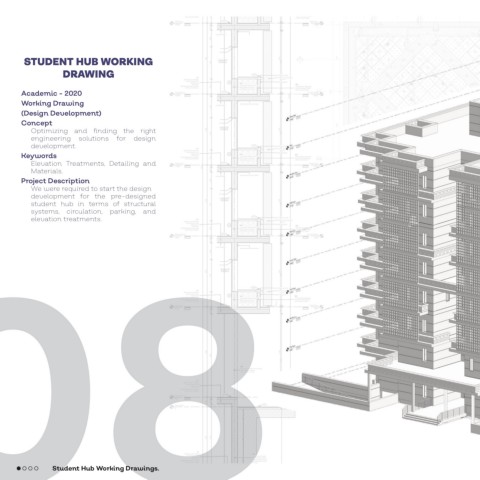 STUDENT HUB WORKING
DRAWING
Academic - 2020
Working Drawing
(Design Development)
Concept
Optimizing and finding the right
engineering solutions for design
development.
Keywords
Elevation Treatments, Detailing and
Materials.
Project Description
We were required to start the design
development for the pre-designed
student hub in terms of structural
systems, circulation, parking, and
elevation treatments.
08
Student Hub Working Drawings.